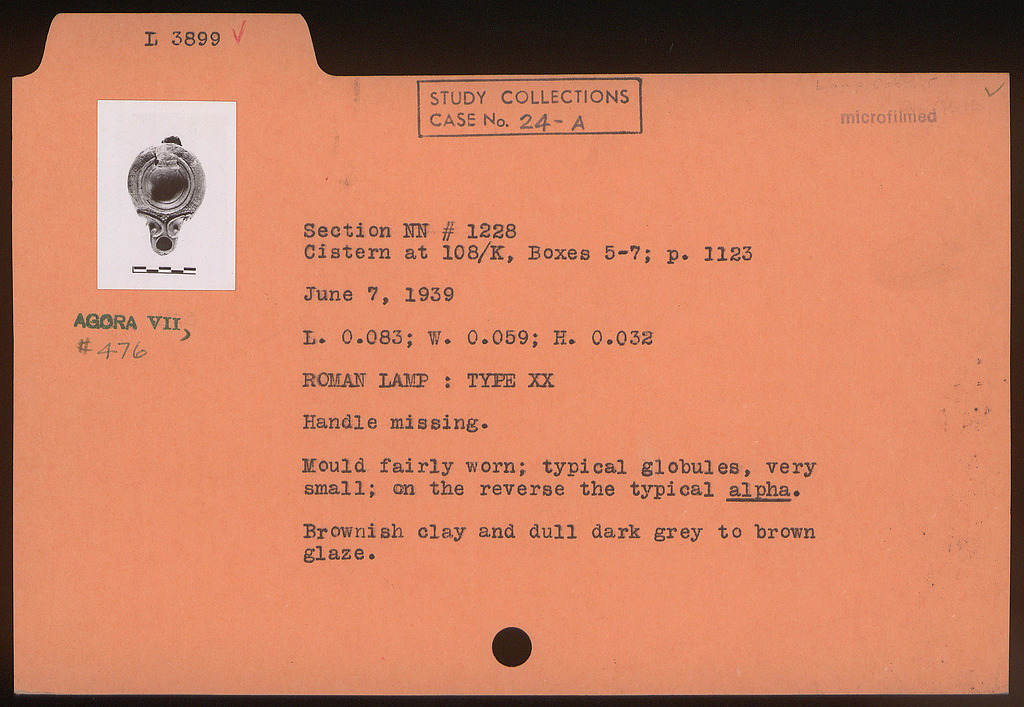 L 3899
STUDY COLLECTIONS
CASE No. 24-A
microfilmed
Section NN # 1228
Cistern at 108/K, Boxes 5-7; p. 1123
June 7, 1939
AGORA VII,
# 476
L. 0.083; W. 0.059; H. 0.032
ROMAN LAMP : TYPE XX
Handle missing.
Mould fairly worn; typical globules, very
small; on the reverse the typical alpha.
Brownish clay and dull dark grey to brown
glaze.